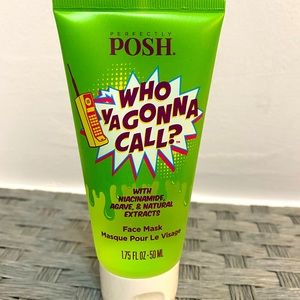 PERFECTLY
POSH.
WHO
YA GONNA
CALL?™
WITH
NIACINAMIDE,
AGAVE, & NATURAL
EXTRACTS
Face Mask
Masque Pour Le Visage
1.75 FL OZ • 50 ML